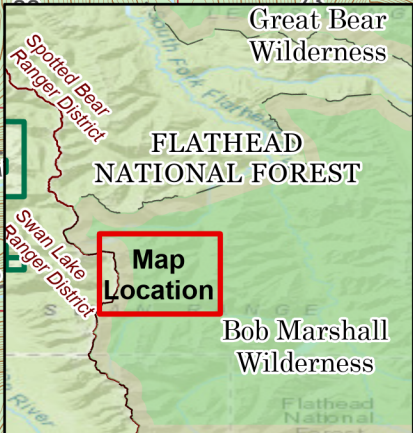 Great Bear
Wilderness
Spotted Bear
Ranger District
South Fork Flathead
FLATHEAD
NATIONAL FOREST
Swan Lake
Ranger District
Map
Location
S A N R A N G E
Bob Marshall
Wilderness
Flathead
National
Forest
River